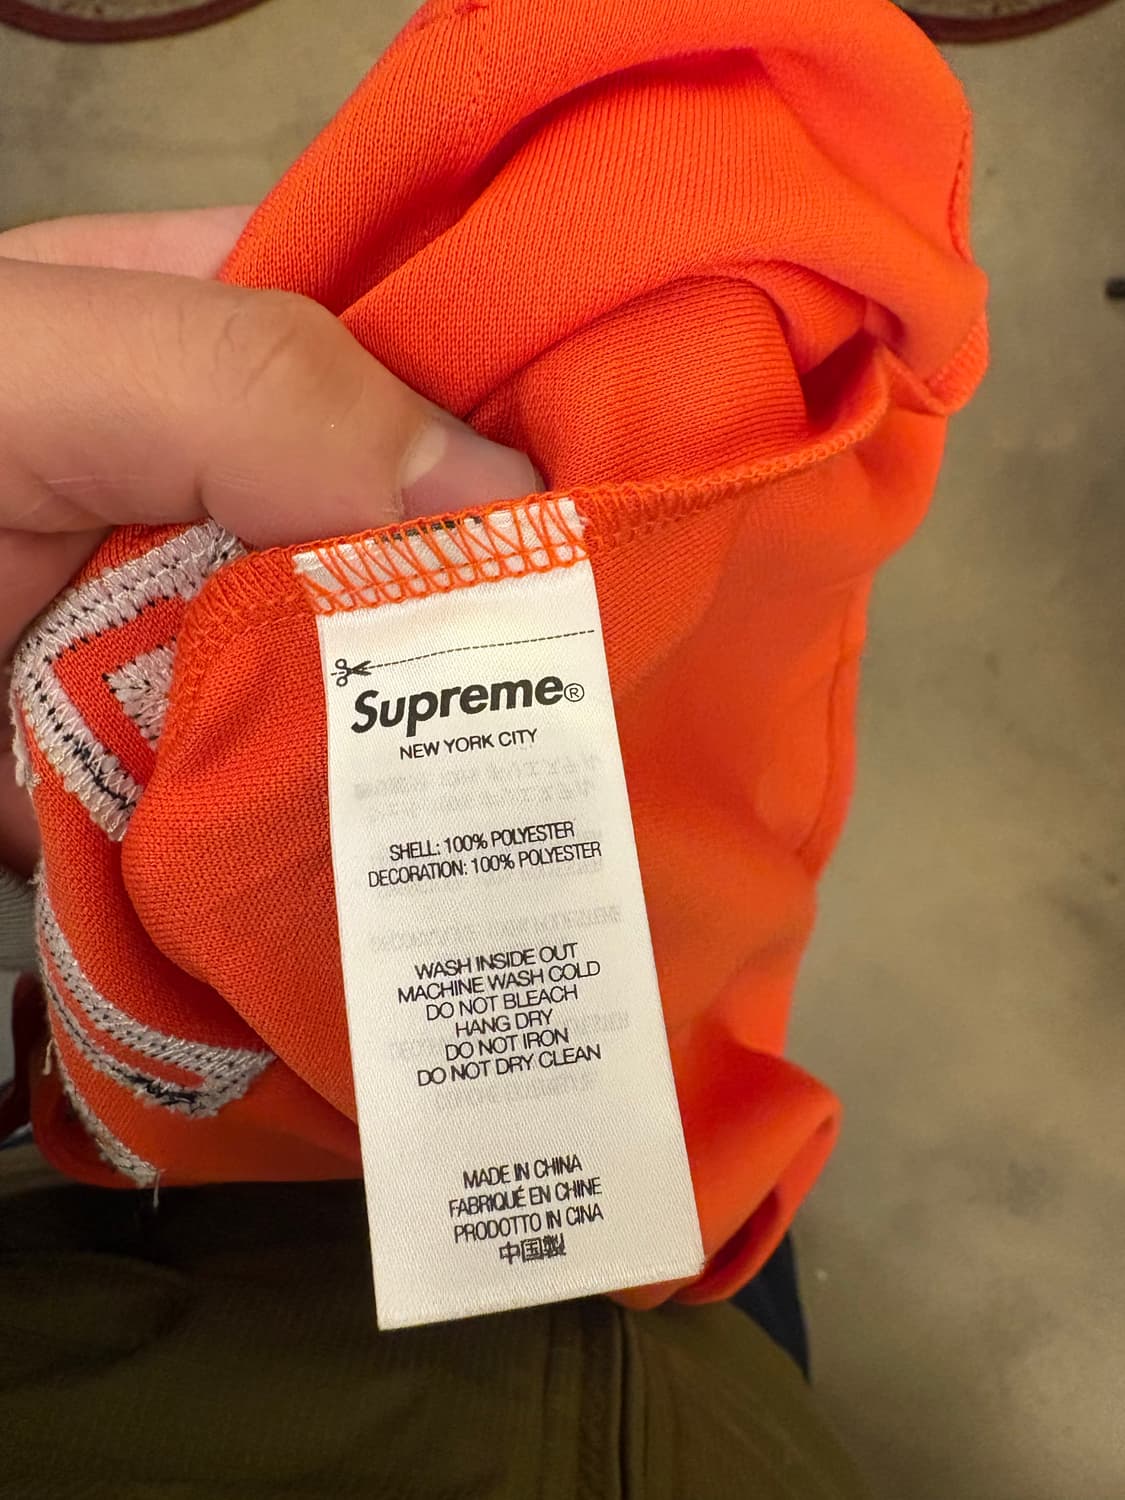 Supreme®
NEW YORK CITY
SHELL: 100% POLYESTER
DECORATION: 100% POLYESTER
WASH INSIDE OUT
MACHINE WASH COLD
DO NOT BLEACH
HANG DRY
DO NOT IRON
DO NOT DRY CLEAN
MADE IN CHINA
FABRIQUÉ EN CHINE
PRODOTTO IN CINA
中国製